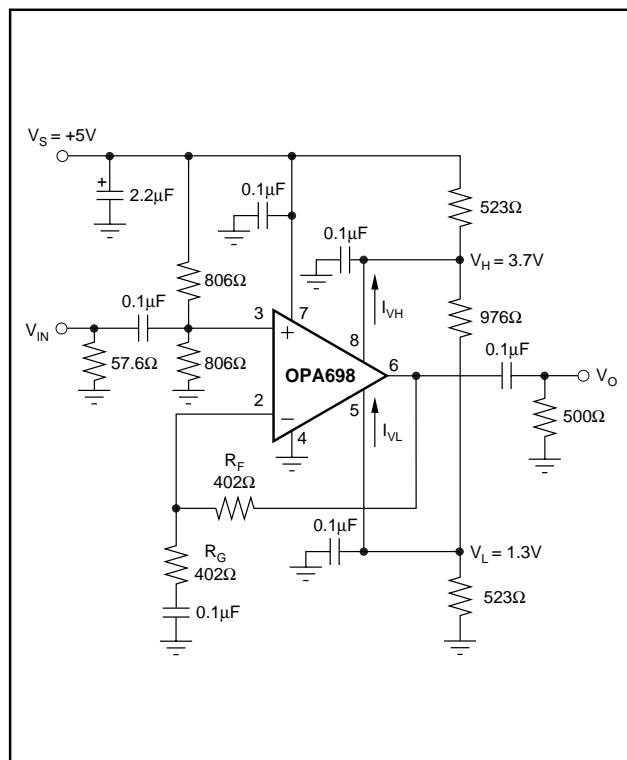 V_S = +5V
2.2µF
0.1µF
523Ω
0.1µF
V_H = 3.7V
806Ω
I_VH
976Ω
0.1µF
V_IN
3
7
8
+
57.6Ω
806Ω
OPA698
6
0.1µF
V_O
2
−
4
5
I_VL
500Ω
R_F
402Ω
0.1µF
V_L = 1.3V
R_G
402Ω
523Ω
0.1µF